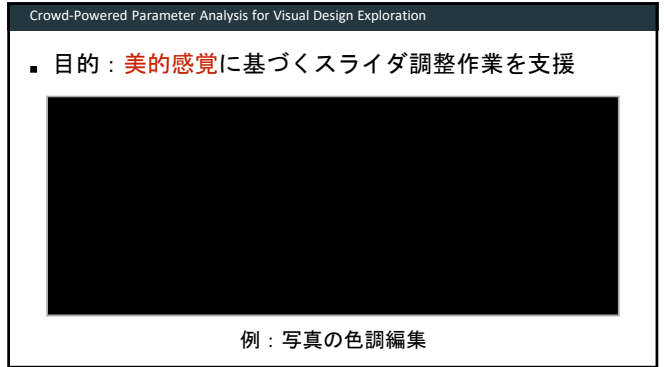 Crowd-Powered Parameter Analysis for Visual Design Exploration
▪ 目的：美的感覚に基づくスライダ調整作業を支援
例：写真の色調編集